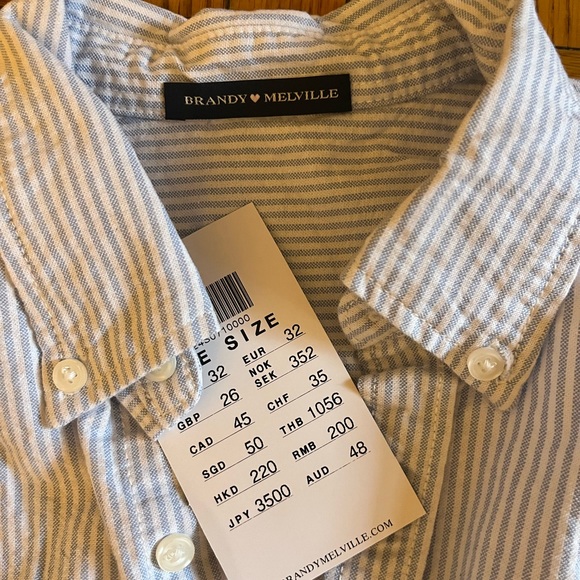 BRANDY♥MELVILLE
E SIZE
32 EUR 32
GBP 26 NOK SEK 352
CAD 45 CHF 35
SGD 50 THB 1056
HKD 220 RMB 200
JPY 3500 AUD 48
BRANDYMELVILLE.COM